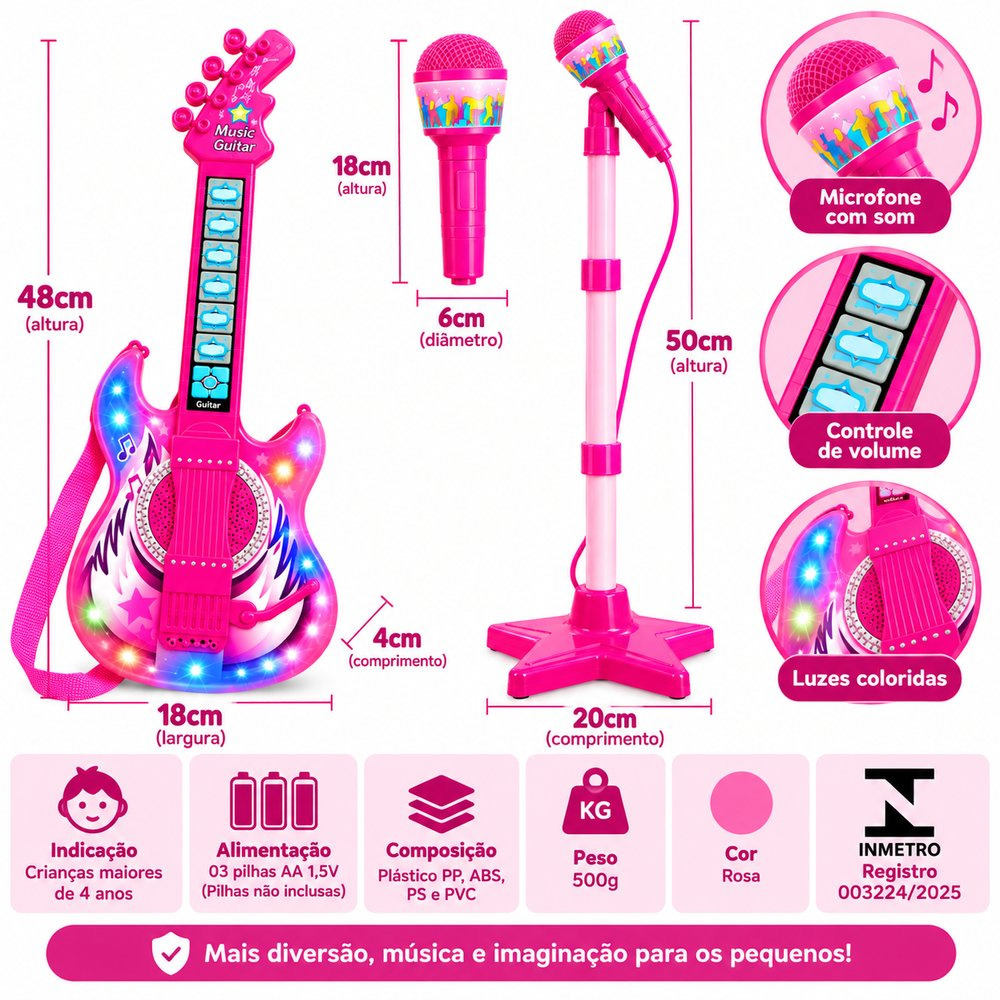 Music
Guitar
Guitar
48cm
(altura)
18cm
(largura)
4cm
(comprimento)
18cm
(altura)
6cm
(diâmetro)
50cm
(altura)
20cm
(comprimento)
Microfone
com som
Controle
de volume
Luzes coloridas
Indicação
Crianças maiores
de 4 anos
Alimentação
03 pilhas AA 1,5V
(Pilhas não inclusas)
Composição
Plástico PP, ABS,
PS e PVC
KG
Peso
500g
Cor
Rosa
INMETRO
Registro
003224/2025
Mais diversão, música e imaginação para os pequenos!